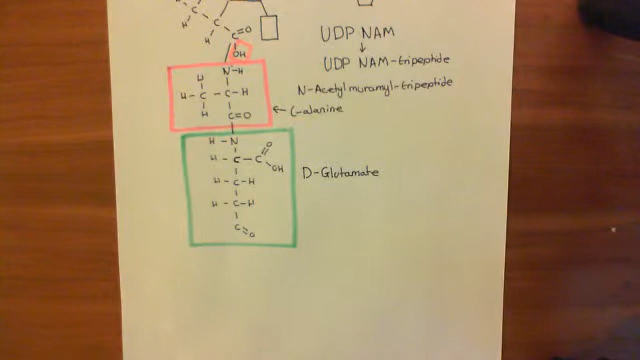 C
C
H
H
C=O
OH
UDP NAM
↓
UDP NAM-tripeptide
N-Acetylmuramyl-tripeptide
N-H
H
H-C-C-H
H
C=O
← L-alanine
H-N
H-C-C
O
OH
H-C-H
H-C-H
C=O
D-Glutamate